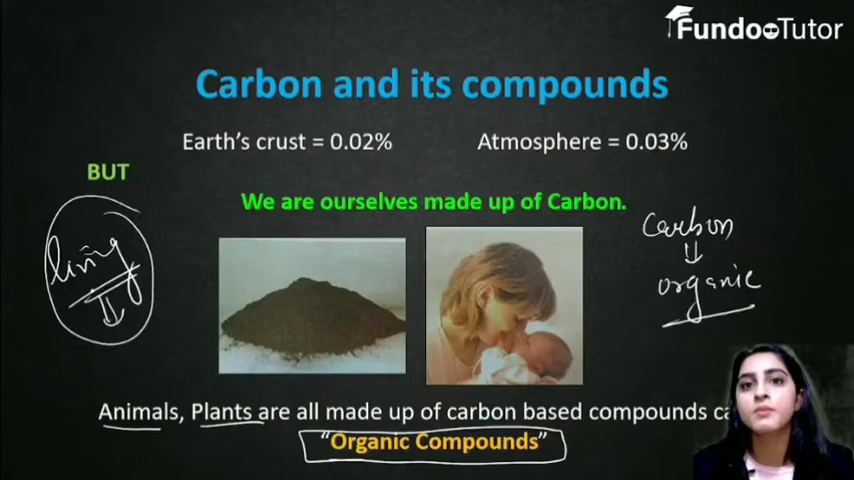 FundooTutor
Carbon and its compounds
Earth's crust = 0.02% Atmosphere = 0.03%
BUT
We are ourselves made up of Carbon.
living
Carbon
organic
Animals, Plants are all made up of carbon based compounds
"Organic Compounds"